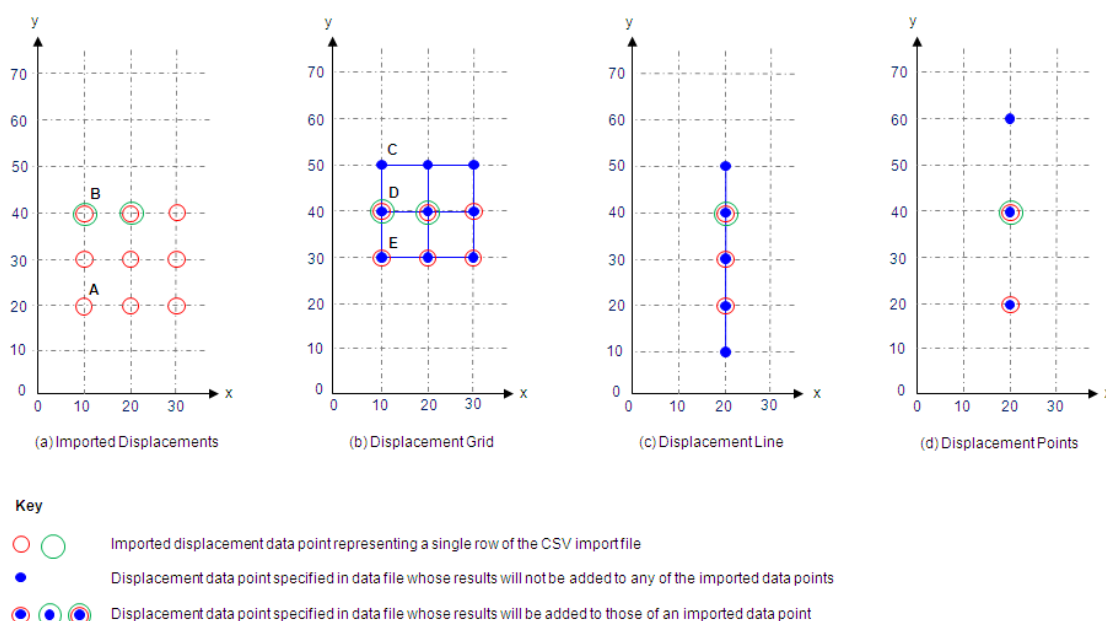 y
70
60
50
40
30
20
10
0
0 10 20 30
x
B
A
(a) Imported Displacements
y
70
60
50
40
30
20
10
0
0 10 20 30
x
C
D
E
(b) Displacement Grid
y
70
60
50
40
30
20
10
0
0 10 20 30
x
(c) Displacement Line
y
70
60
50
40
30
20
10
0
0 10 20 30
(d) Displacement Points
Key
Imported displacement data point representing a single row of the CSV import file
Displacement data point specified in data file whose results will not be added to any of the imported data points
Displacement data point specified in data file whose results will be added to those of an imported data point